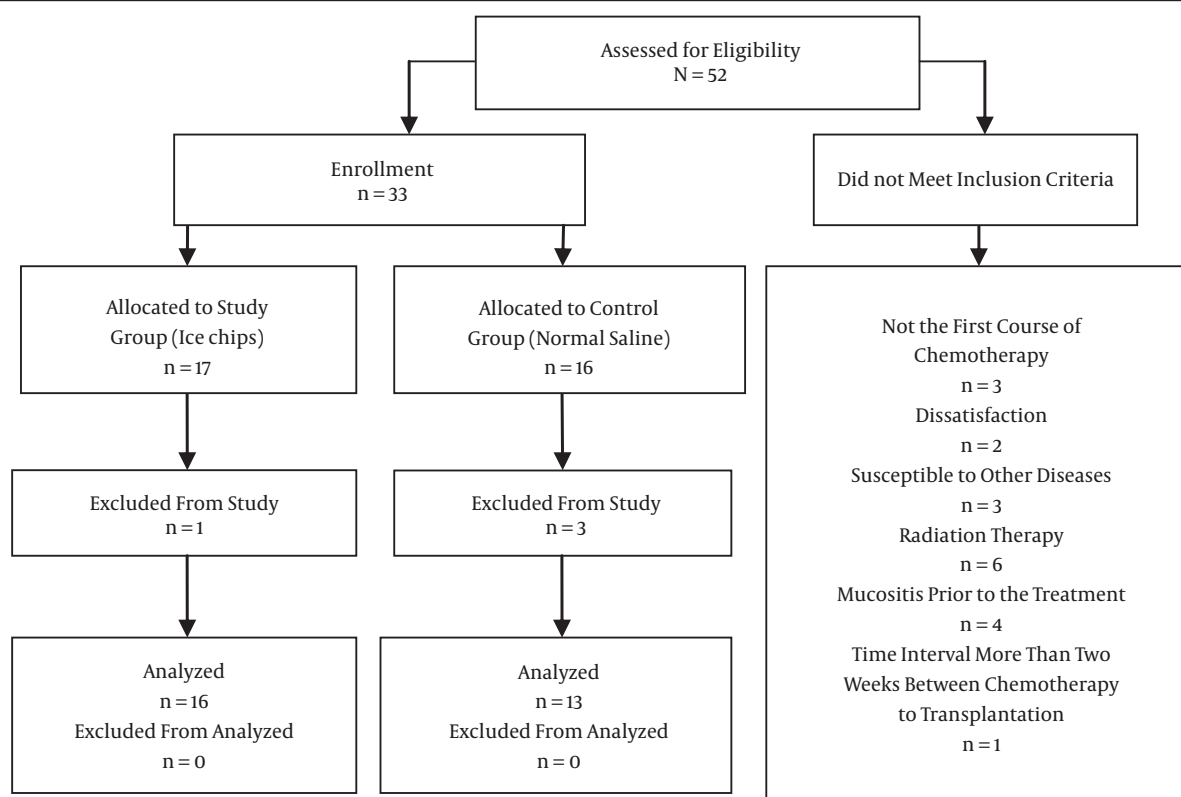 Assessed for Eligibility
N = 52
Enrollment
n = 33
Did not Meet Inclusion Criteria
Allocated to Study
Group (Ice chips)
n = 17
Allocated to Control
Group (Normal Saline)
n = 16
Not the First Course of
Chemotherapy
n = 3
Dissatisfaction
n = 2
Susceptible to Other Diseases
n = 3
Radiation Therapy
n = 6
Mucositis Prior to the Treatment
n = 4
Time Interval More Than Two
Weeks Between Chemotherapy
to Transplantation
n = 1
Excluded From Study
n = 1
Excluded From Study
n = 3
Analyzed
n = 16
Excluded From Analyzed
n = 0
Analyzed
n = 13
Excluded From Analyzed
n = 0